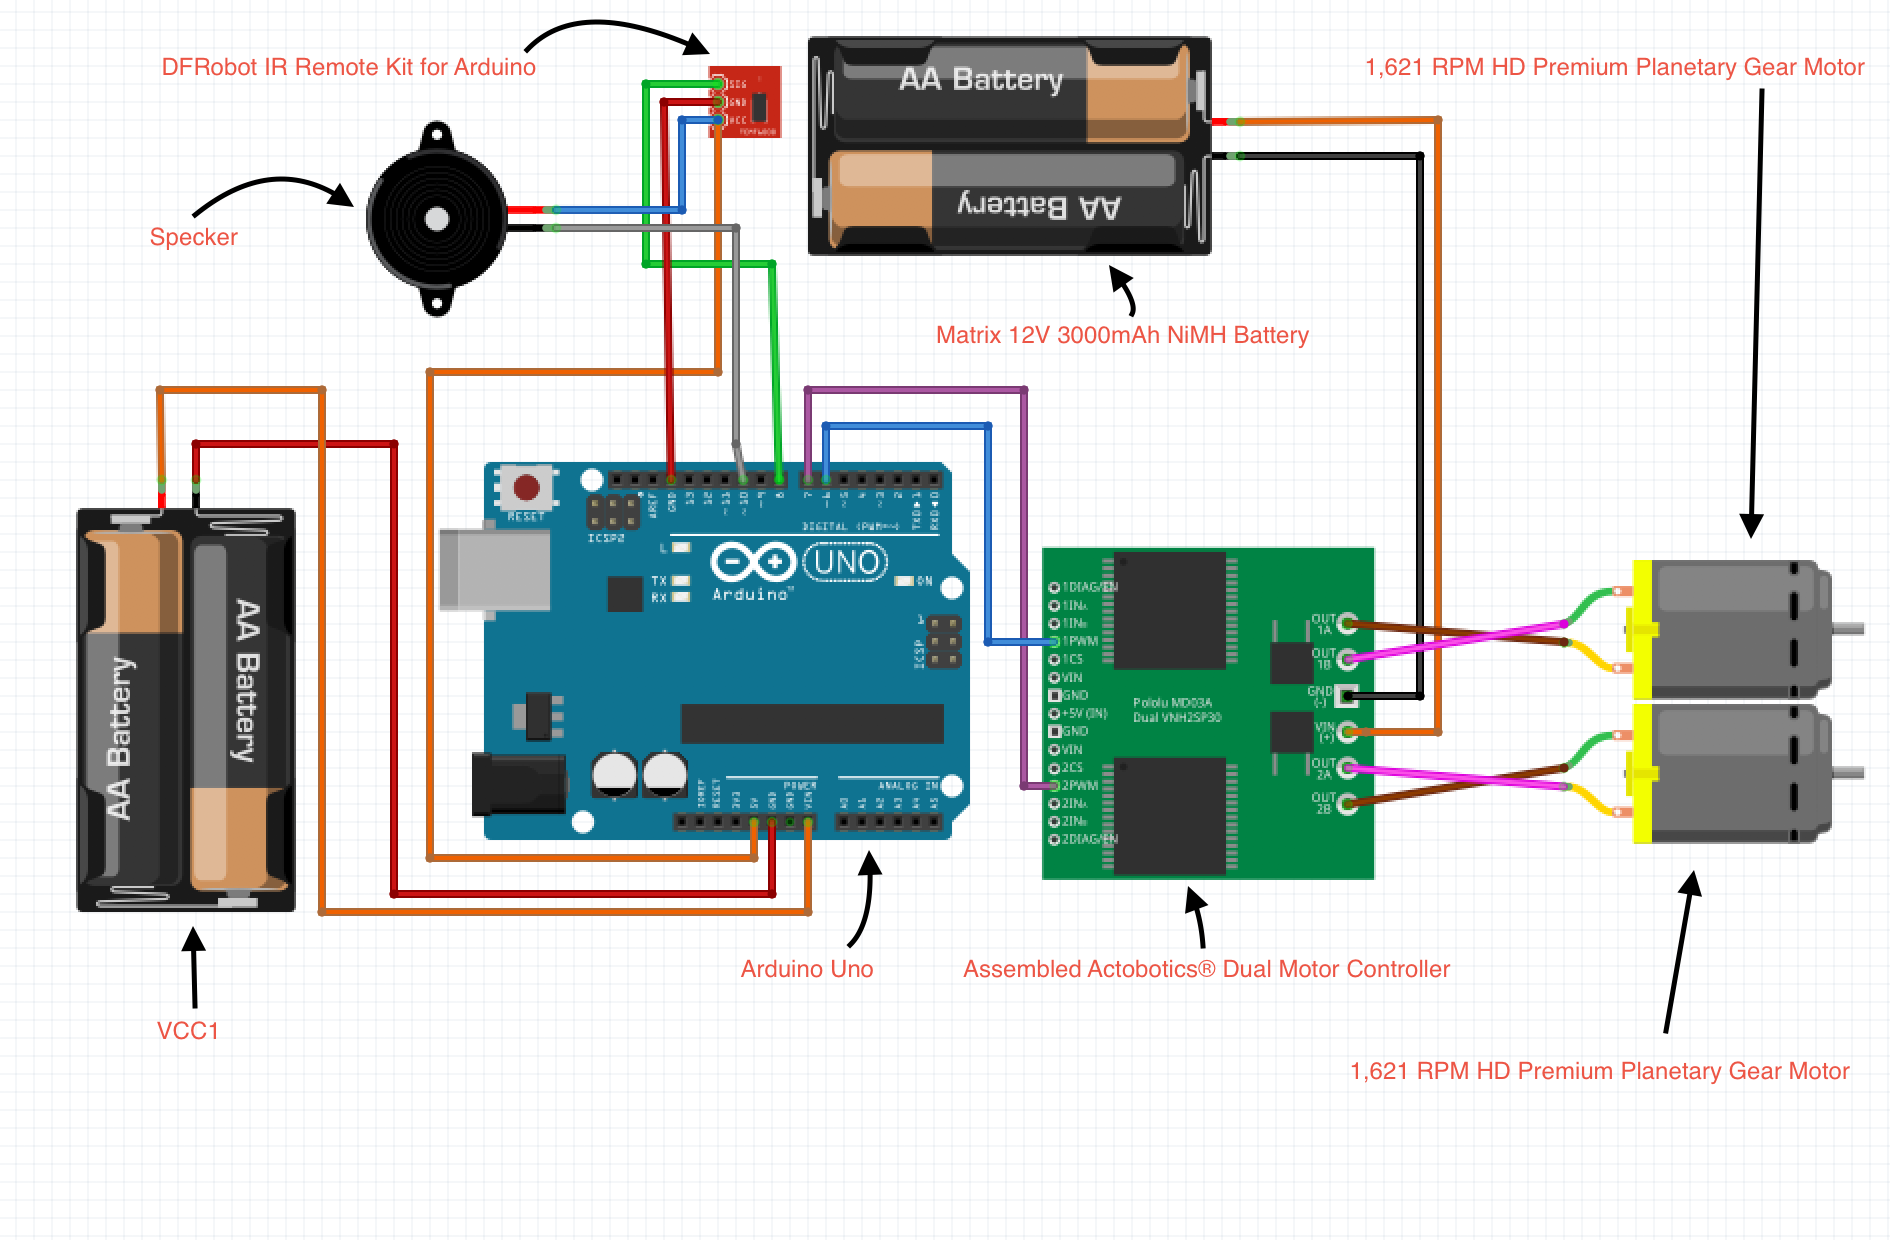 DFRobot IR Remote Kit for Arduino
1,621 RPM HD Premium Planetary Gear Motor
SIG
GND
VCC
AA Battery
AA Battery
Specker
Matrix 12V 3000mAh NiMH Battery
AREF
GND
13
12
~11
~10
~9
8
7
~6
~5
4
~3
2
TXD▸1
RXD◂0
RESET
ICSP2
DIGITAL (PWM=~)
L
TX
RX
UNO
Arduino™
ON
1
ICSP
AA Battery
AA Battery
IOREF
RESET
3V3
5V
GND
GND
VIN
POWER
ANALOG IN
A0
A1
A2
A3
A4
A5
1DIAG/EN
1INA
1INB
1PWM
1CS
VIN
GND
+5V (IN)
GND
VIN
2CS
2PWM
2INA
2INB
2DIAG/EN
Pololu MD03A
Dual VNH2SP30
OUT
1A
OUT
1B
GND
(-)
VIN
(+)
OUT
2A
OUT
2B
Arduino Uno
Assembled Actobotics® Dual Motor Controller
VCC1
1,621 RPM HD Premium Planetary Gear Motor